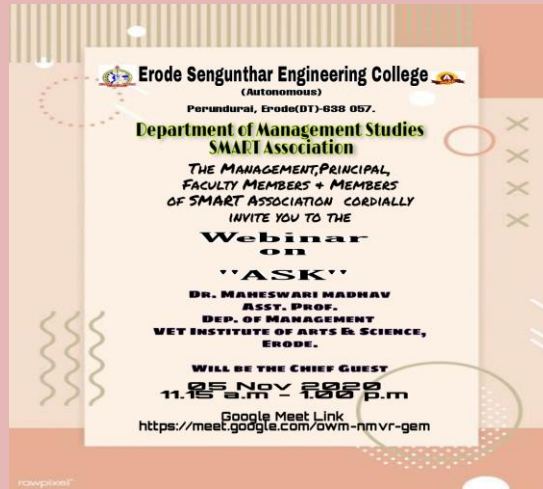 Erode Sengunthar Engineering College
(Autonomous)
Perundurai, Erode(DT)-638 057.
Department of Management Studies
SMART Association
The Management,Principal,
Faculty Members & Members
of SMART Association cordially
invite you to the
Webinar
on
"ASK"
Dr. Maheswari madhav
Asst. Prof.
Dep. of Management
VET Institute of arts & Science,
Erode.
Will be the Chief Guest
05 Nov 2020
11.15 a.m - 1.00 p.m
Google Meet Link
https://meet.google.com/owm-nmvr-gem
rawpixel